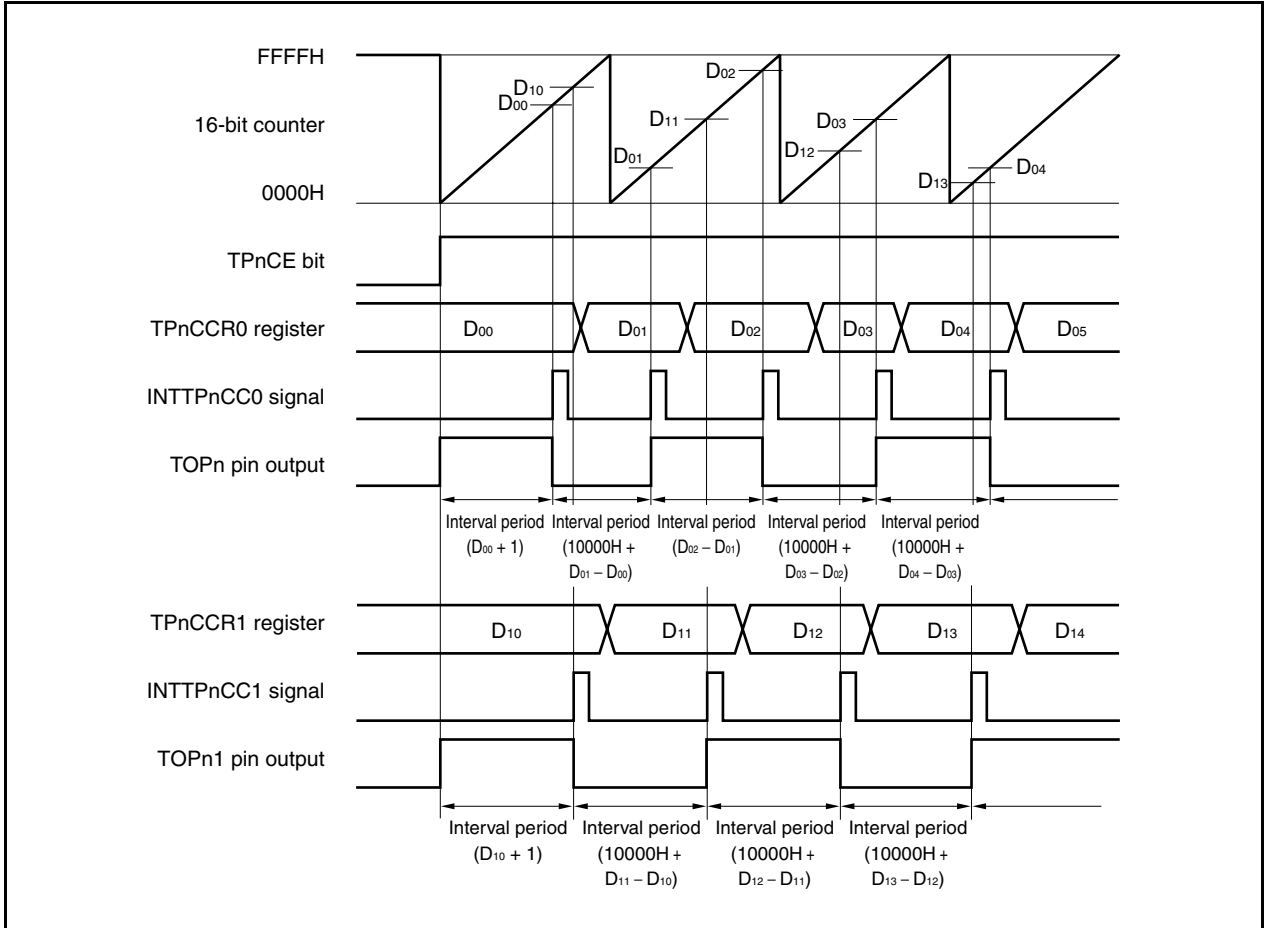 FFFFH
D10
D00
D02
D11
D03
16-bit counter
D01
D12
D13
D04
0000H
TPnCE bit
TPnCCR0 register
D00
D01
D02
D03
D04
D05
INTTPnCC0 signal
TOPn pin output
Interval period
(D00 + 1)
Interval period
(10000H +
D01 – D00)
Interval period
(D02 – D01)
Interval period
(10000H +
D03 – D02)
Interval period
(10000H +
D04 – D03)
TPnCCR1 register
D10
D11
D12
D13
D14
INTTPnCC1 signal
TOPn1 pin output
Interval period
(D10 + 1)
Interval period
(10000H +
D11 – D10)
Interval period
(10000H +
D12 – D11)
Interval period
(10000H +
D13 – D12)